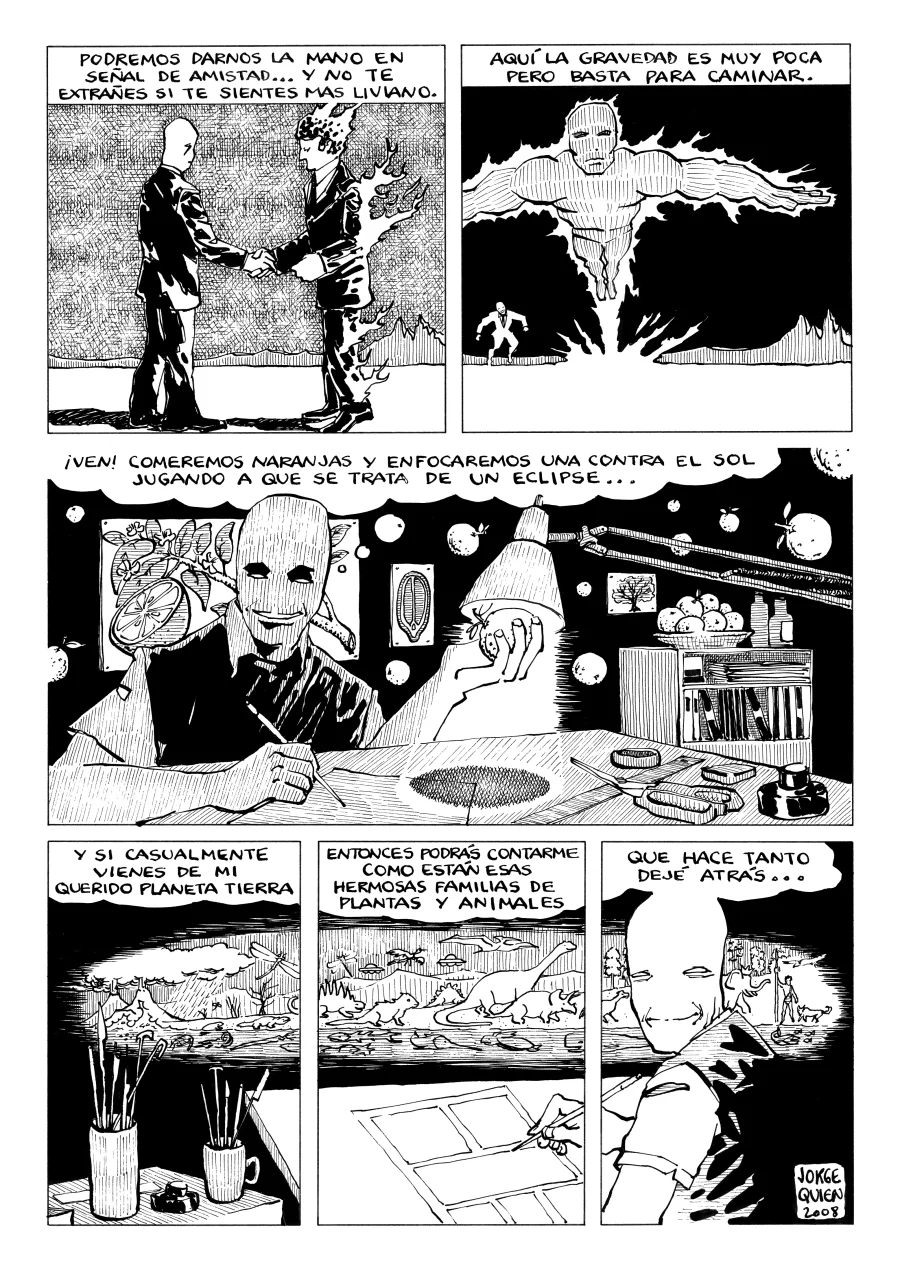 PODREMOS DARNOS LA MANO EN
SEÑAL DE AMISTAD... Y NO TE
EXTRAÑES SI TE SIENTES MAS LIVIANO.
AQUÍ LA GRAVEDAD ES MUY POCA
PERO BASTA PARA CAMINAR.
¡VEN! COMEREMOS NARANJAS Y ENFOCAREMOS UNA CONTRA EL SOL
JUGANDO A QUE SE TRATA DE UN ECLIPSE...
Y SI CASUALMENTE
VIENES DE MI
QUERIDO PLANETA TIERRA
ENTONCES PODRÁS CONTARME
COMO ESTÁN ESAS
HERMOSAS FAMILIAS DE
PLANTAS Y ANIMALES
QUE HACE TANTO
DEJÉ ATRÁS...
JORGE
QUIEN
2008